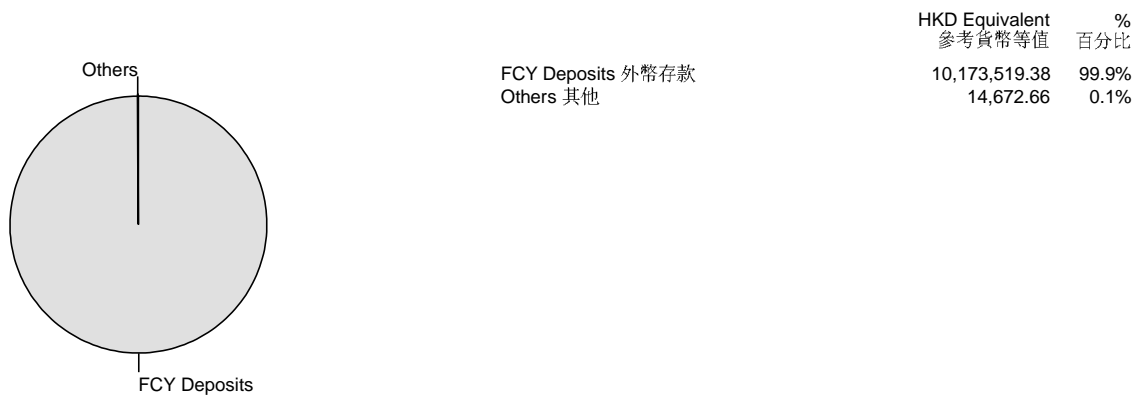 HKD Equivalent %
參考貨幣等值 百分比
Others
FCY Deposits 外幣存款 10,173,519.38 99.9%
Others 其他 14,672.66 0.1%
FCY Deposits